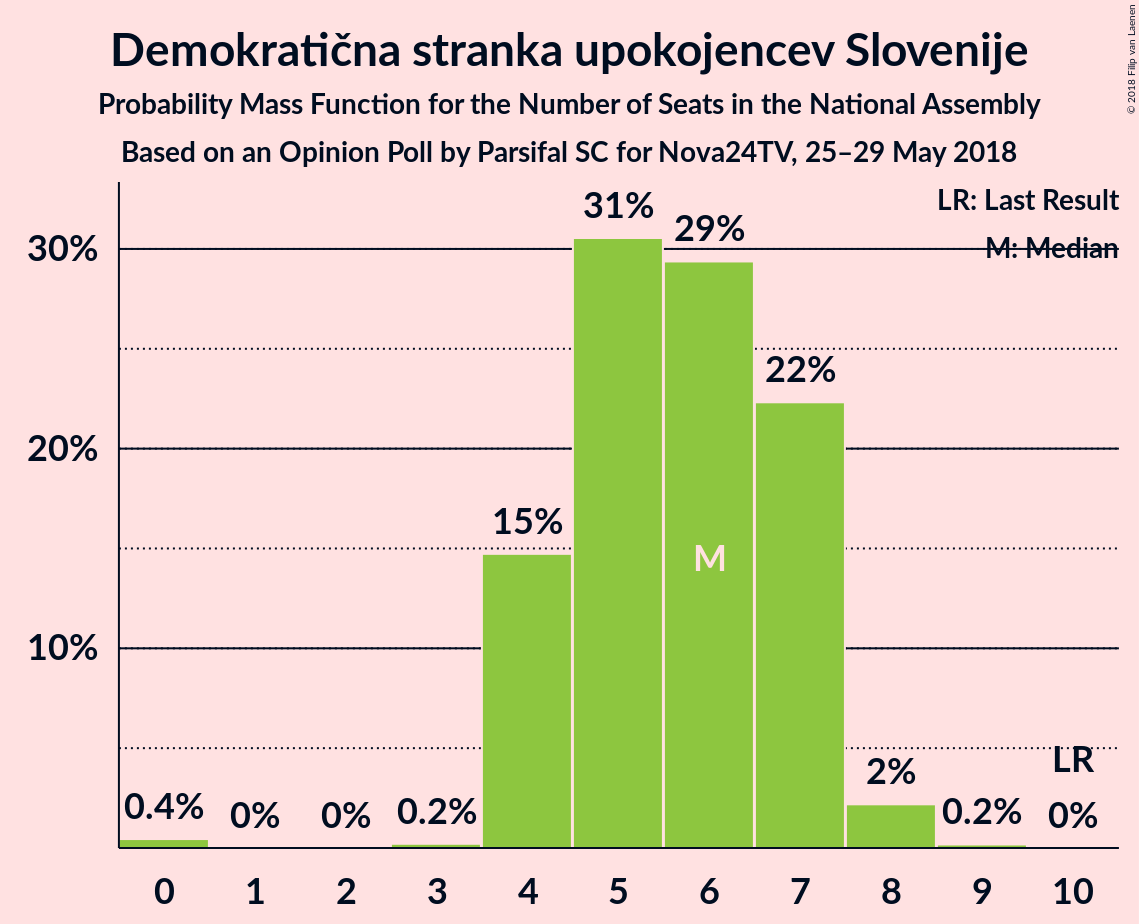 Demokratična stranka upokojencev Slovenije
Probability Mass Function for the Number of Seats in the National Assembly
Based on an Opinion Poll by Parsifal SC for Nova24TV, 25–29 May 2018
© 2018 Filip van Laenen
LR: Last Result
M: Median
30%
20%
10%
0.4%
0%
0%
0.2%
15%
31%
29%
22%
2%
0.2%
0%
M
LR
0 1 2 3 4 5 6 7 8 9 10